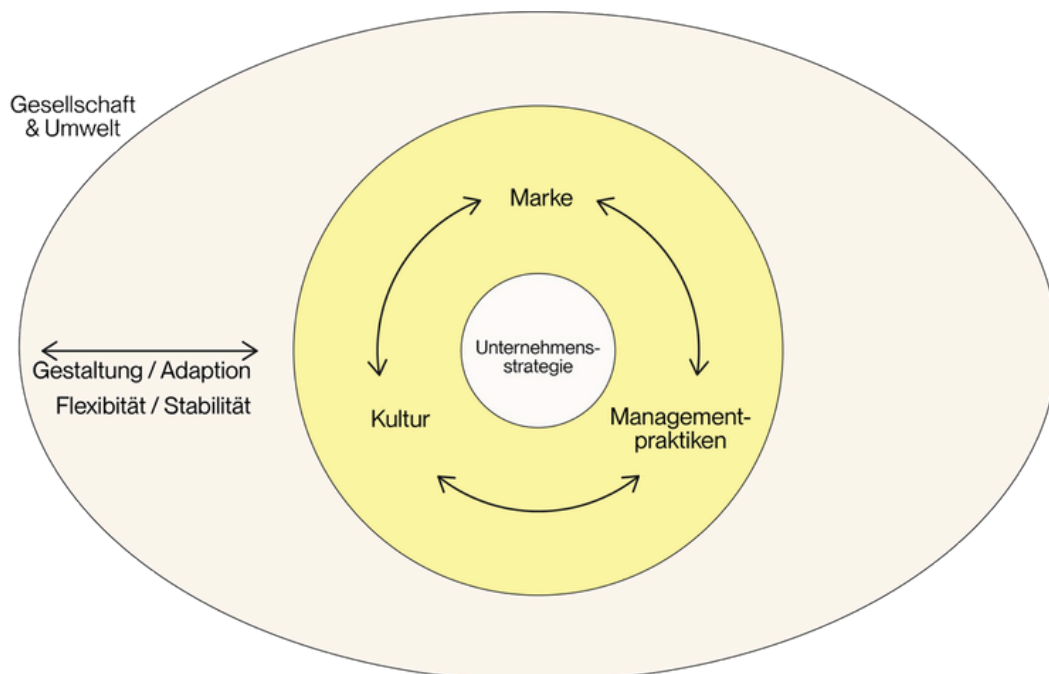 Gesellschaft
& Umwelt
Marke
Unternehmens-
strategie
Gestaltung / Adaption
Flexibität / Stabilität
Kultur
Management-
praktiken